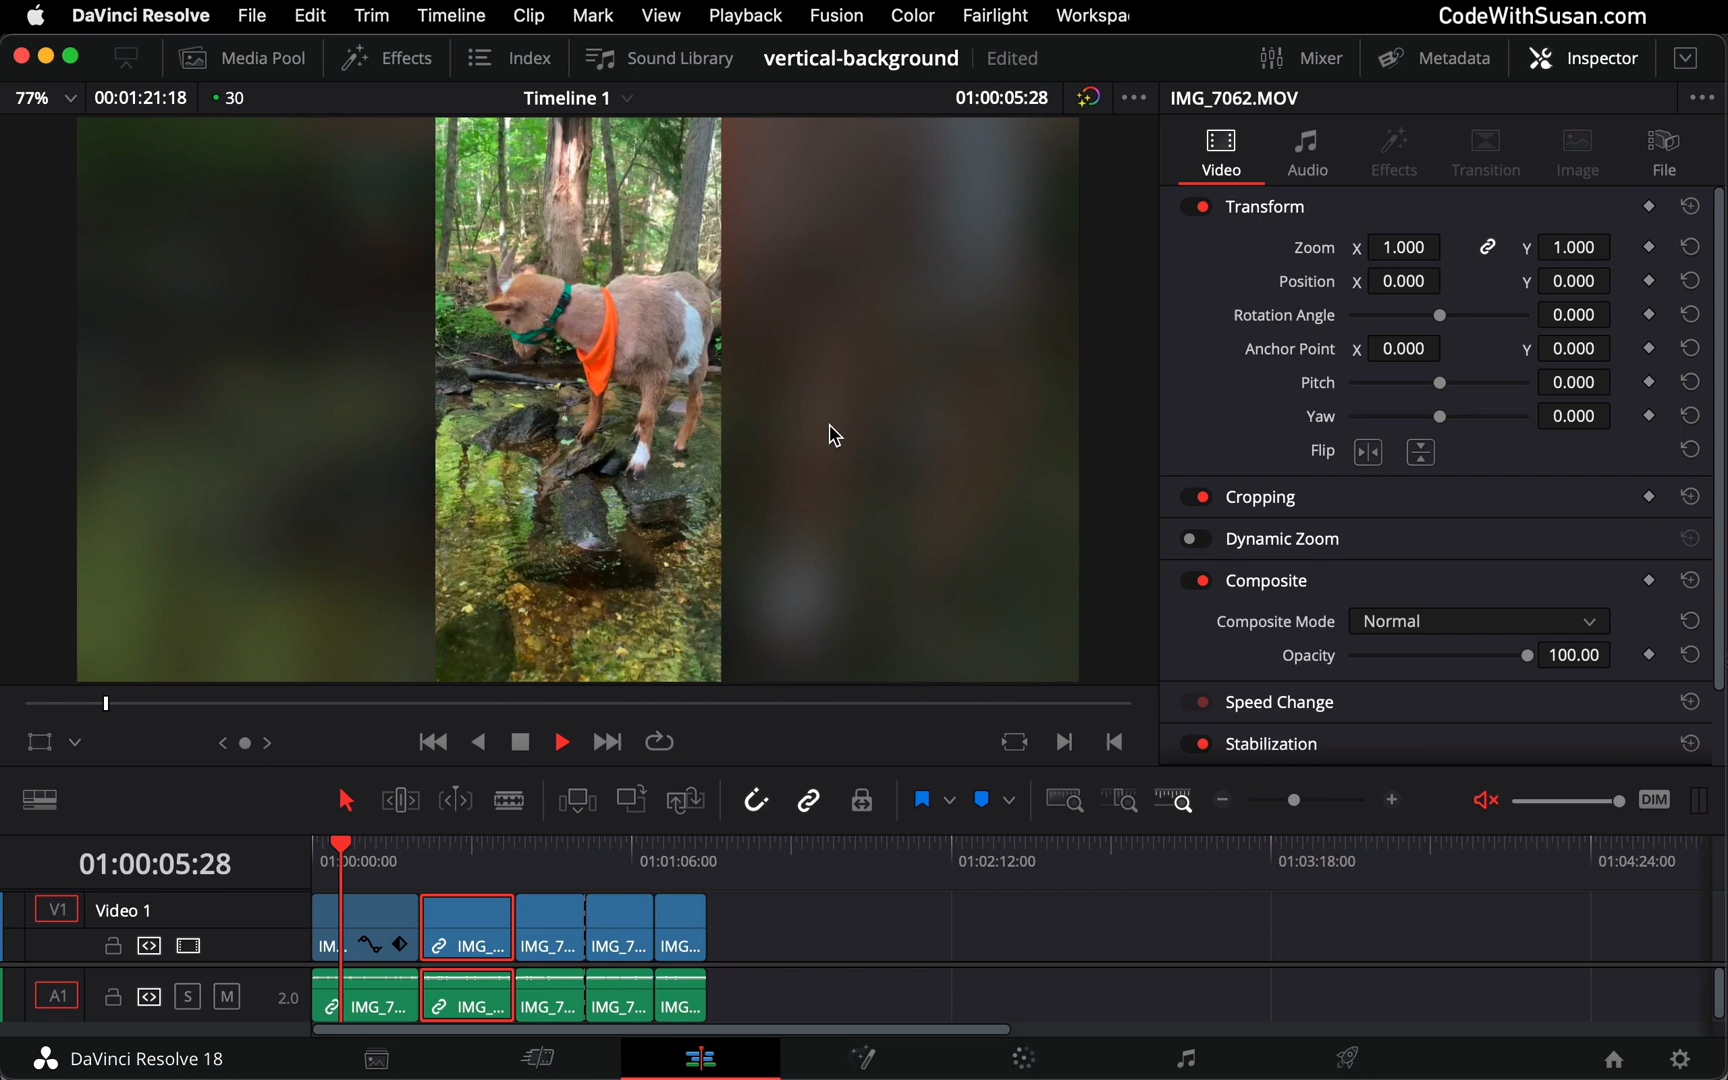 DaVinci Resolve File Edit Trim Timeline Clip Mark View Playback Fusion Color Fairlight Workspa CodeWithSusan.com
Media Pool Effects Index Sound Library vertical-background Edited Mixer Metadata Inspector
77% 00:01:21:18 30 Timeline 1 01:00:05:28 IMG_7062.MOV
Video Audio Effects Transition Image File
Transform
Zoom X 1.000 Y 1.000
Position X 0.000 Y 0.000
Rotation Angle 0.000
Anchor Point X 0.000 Y 0.000
Pitch 0.000
Yaw 0.000
Flip
Cropping
Dynamic Zoom
Composite
Composite Mode Normal
Opacity 100.00
Speed Change
Stabilization
DIM
01:00:05:28 01:00:00:00 01:01:06:00 01:02:12:00 01:03:18:00 01:04:24:00
V1 Video 1
IM... IMG_... IMG_7... IMG_7... IMG...
A1 S M 2.0 IMG_7... IMG_... IMG_7... IMG_7... IMG...
DaVinci Resolve 18